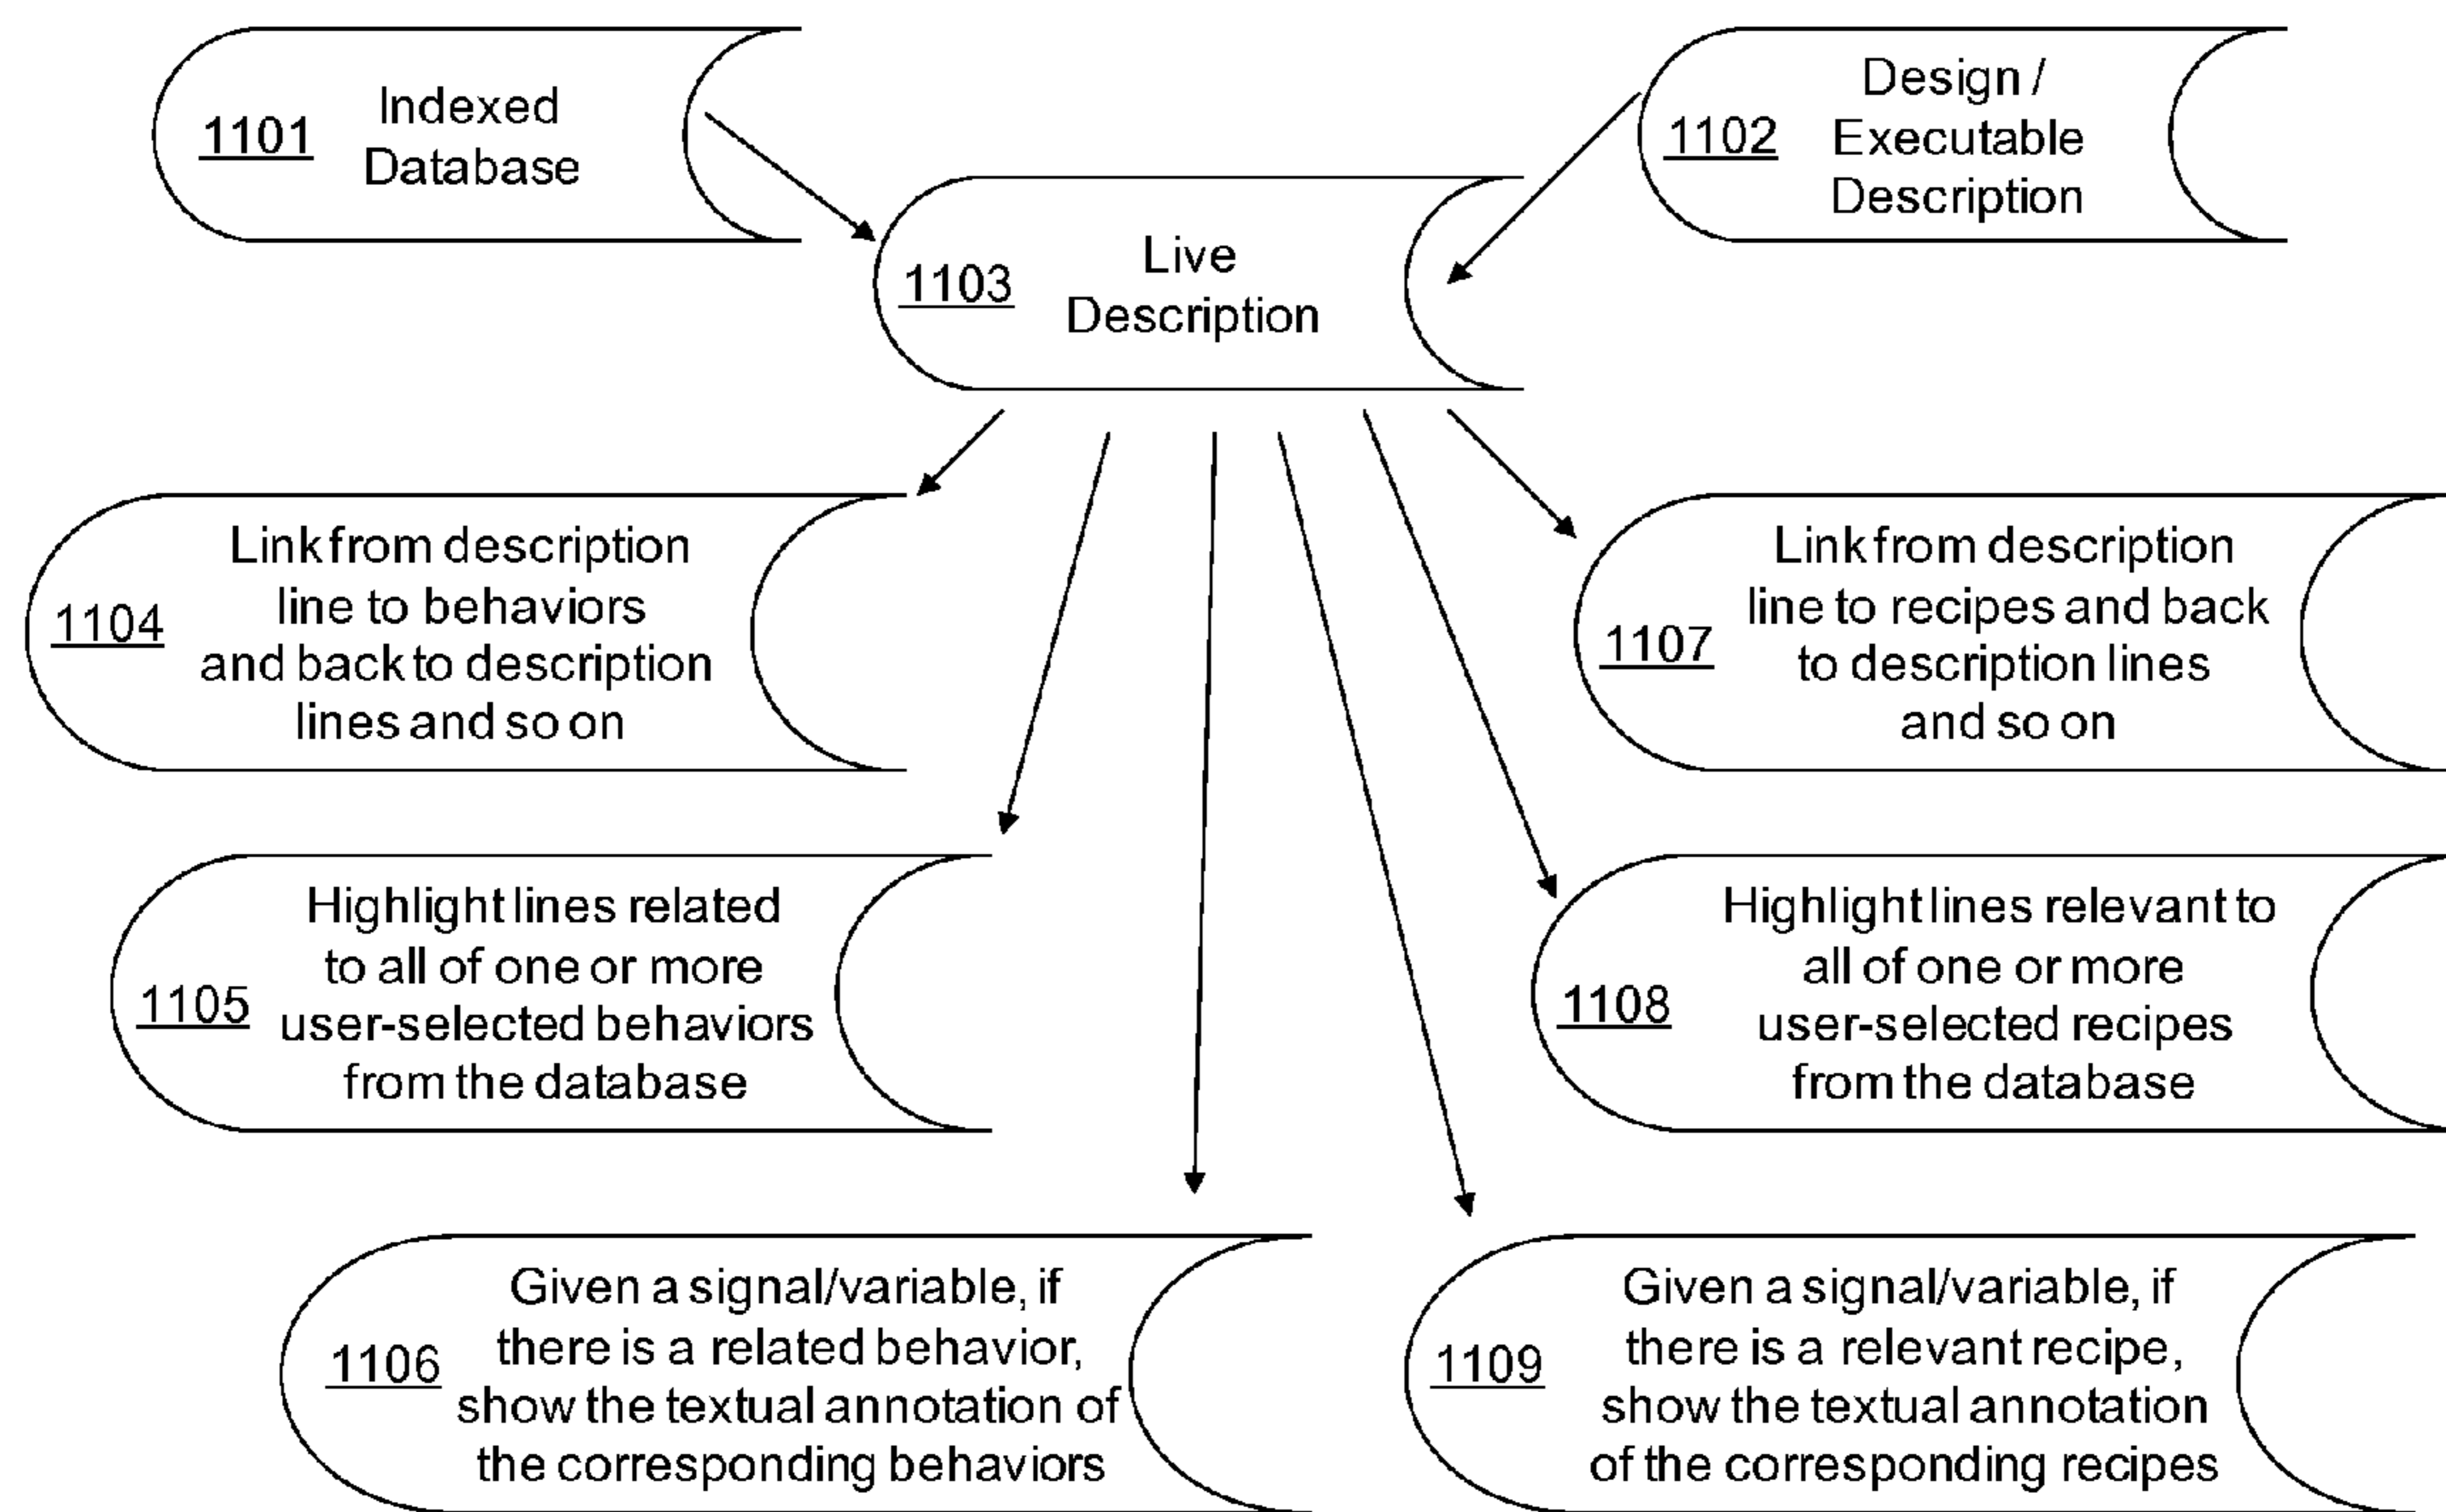 1101
Indexed
Database
1102
Design /
Executable
Description
1103
Live
Description
1104
Link from description
line to behaviors
and back to description
lines and so on
1107
Link from description
line to recipes and back
to description lines
and so on
1105
Highlight lines related
to all of one or more
user-selected behaviors
from the database
1108
Highlight lines relevant to
all of one or more
user-selected recipes
from the database
1106
Given a signal/variable, if
there is a related behavior,
show the textual annotation of
the corresponding behaviors
1109
Given a signal/variable, if
there is a relevant recipe,
show the textual annotation
of the corresponding recipes